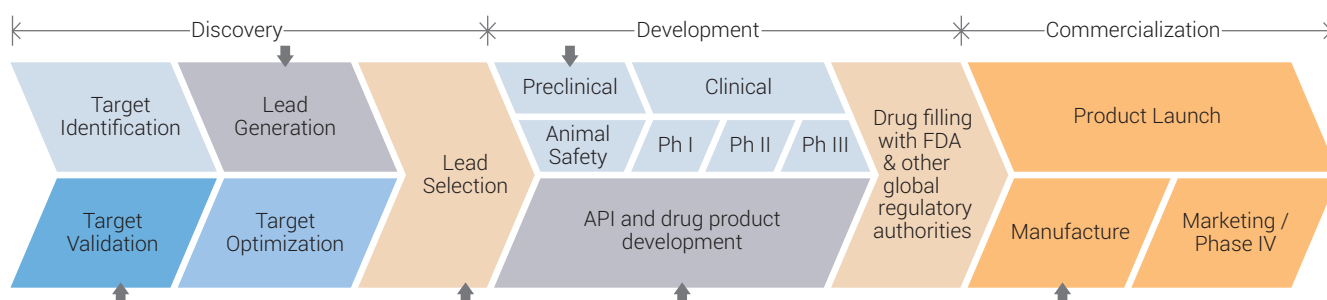 Discovery
Development
Commercialization
Target
Identification
Lead
Generation
Target
Validation
Target
Optimization
Lead
Selection
Preclinical
Clinical
Animal
Safety
Ph I
Ph II
Ph III
API and drug product
development
Drug filling
with FDA
& other
global
regulatory
authorities
Product Launch
Manufacture
Marketing /
Phase IV